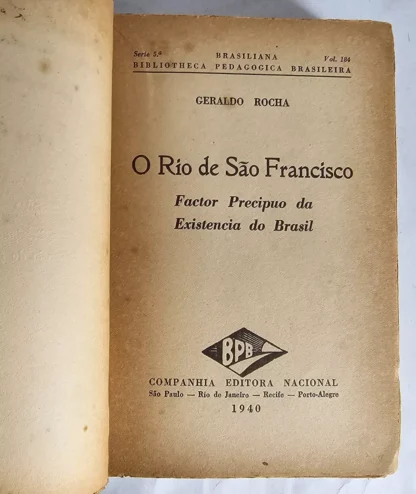 Serie 5.ª BRASILIANA Vol. 184
BIBLIOTHECA PEDAGOGICA BRASILEIRA
GERALDO ROCHA
O Rio de São Francisco
Factor Precipuo da
Existencia do Brasil
BPB
COMPANHIA EDITORA NACIONAL
São Paulo — Rio de Janeiro — Recife — Porto-Alegre
1940